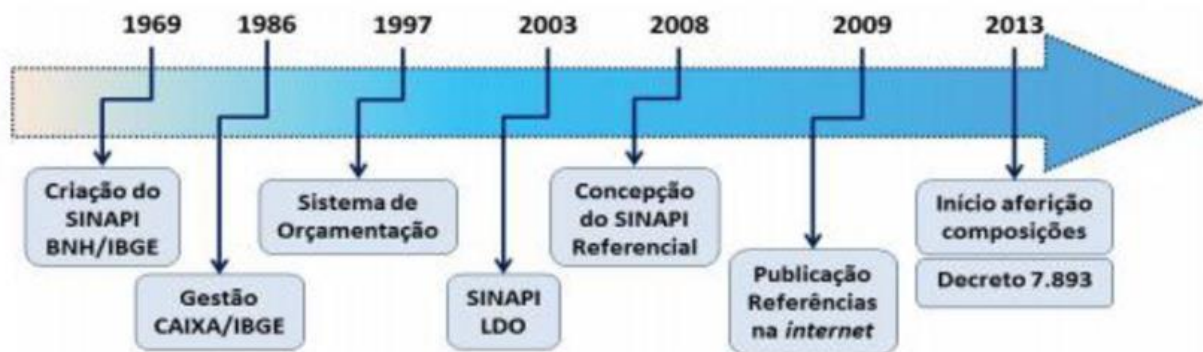 1969
1986
1997
2003
2008
2009
2013
Criação do
SINAPI
BNH/IBGE
Gestão
CAIXA/IBGE
Sistema de
Orçamentação
SINAPI
LDO
Concepção
do SINAPI
Referencial
Publicação
Referências
na internet
Início aferição
composições
Decreto 7.893